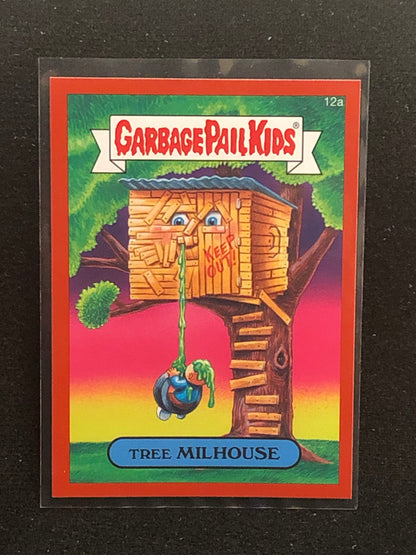 12a
GARBAGE PAIL KIDS®
KEEP
OUT!
TREE MILHOUSE